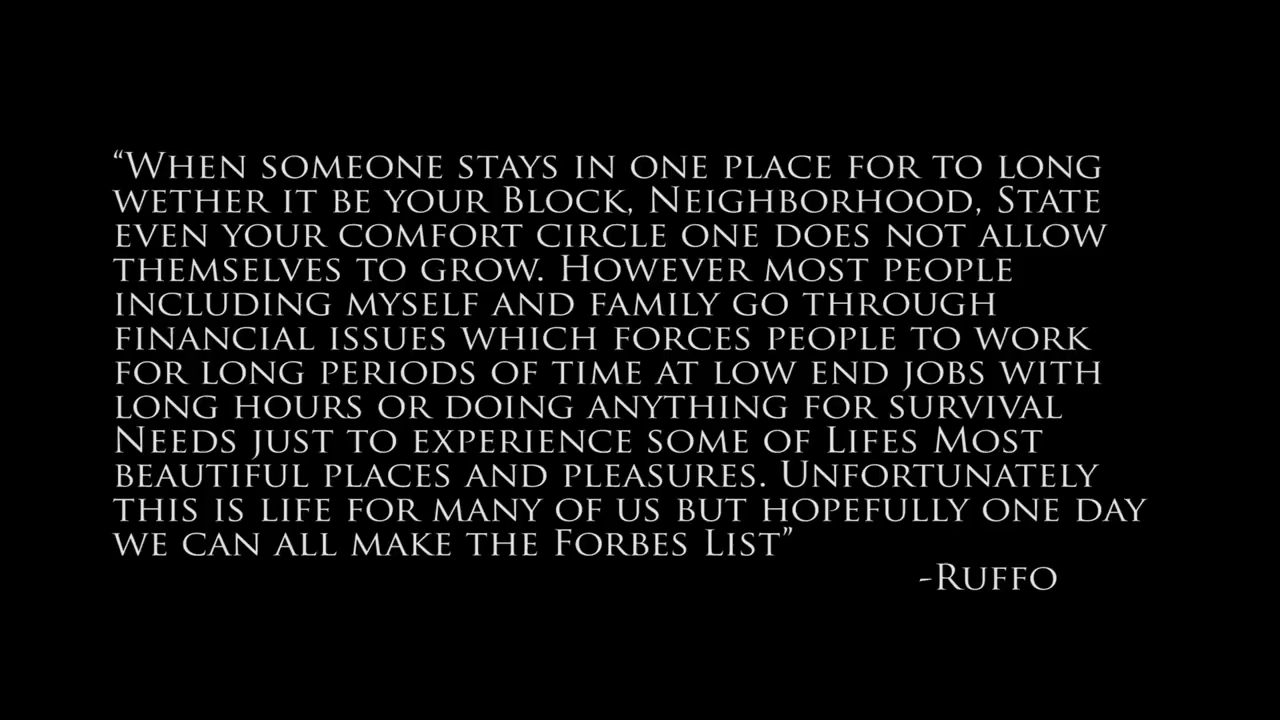 “When someone stays in one place for to long
wether it be your Block, Neighborhood, State
even your comfort circle one does not allow
themselves to grow. However most people
including myself and family go through
financial issues which forces people to work
for long periods of time at low end jobs with
long hours or doing anything for survival
Needs just to experience some of Lifes Most
beautiful places and pleasures. Unfortunately
this is life for many of us but hopefully one day
we can all make the Forbes List”
-Ruffo